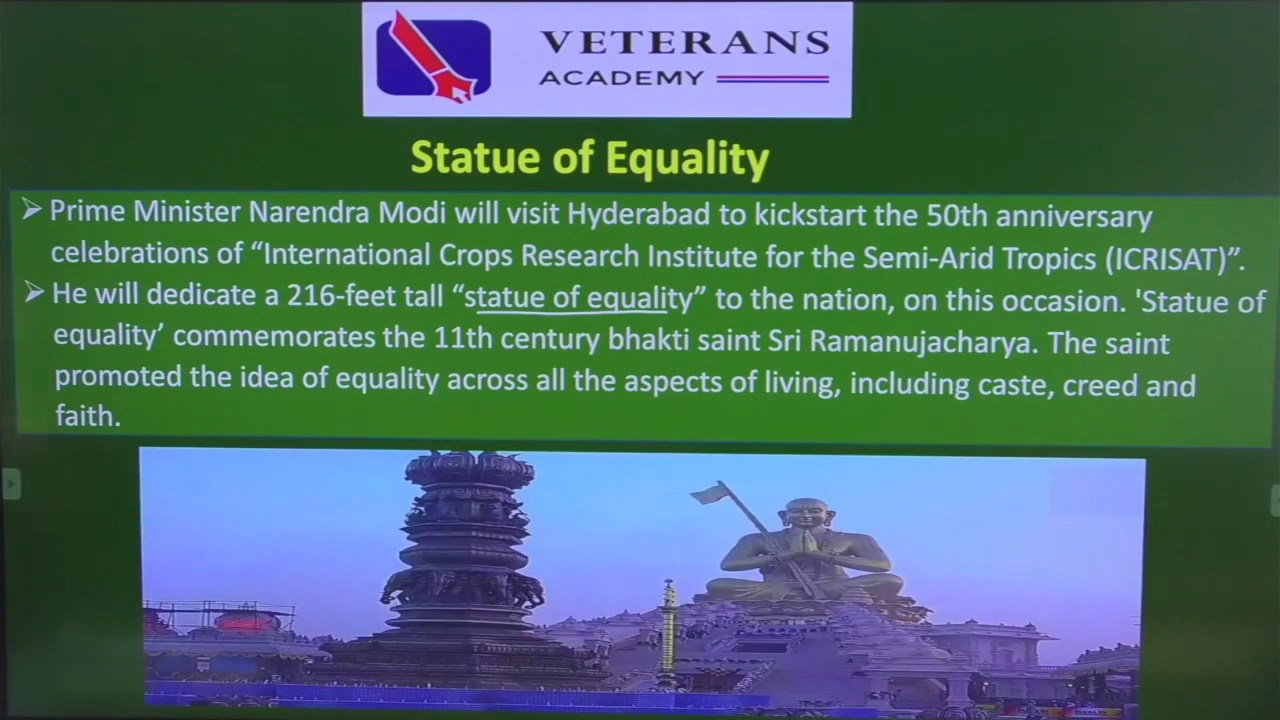 VETERANS
ACADEMY
Statue of Equality
➢ Prime Minister Narendra Modi will visit Hyderabad to kickstart the 50th anniversary
celebrations of “International Crops Research Institute for the Semi-Arid Tropics (ICRISAT)”.
➢ He will dedicate a 216-feet tall “statue of equality” to the nation, on this occasion. 'Statue of
equality’ commemorates the 11th century bhakti saint Sri Ramanujacharya. The saint
promoted the idea of equality across all the aspects of living, including caste, creed and
faith.